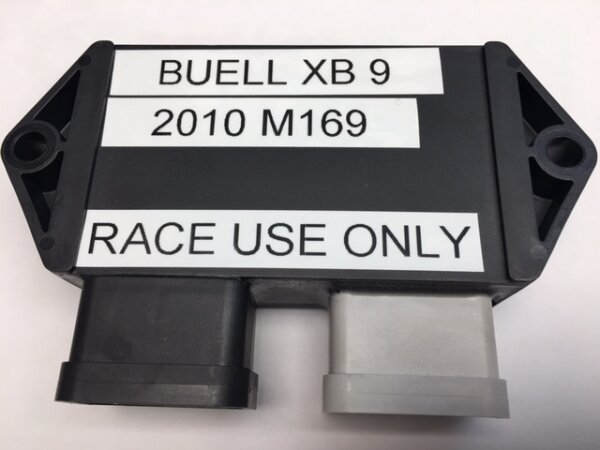 BUELL XB 9
2010 M169
RACE USE ONLY